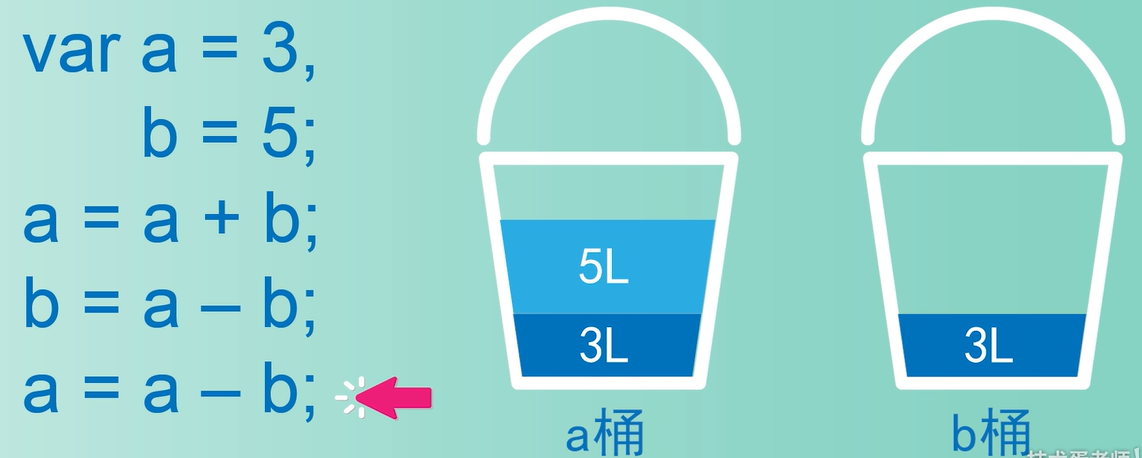 var a = 3,
b = 5;
a = a + b;
b = a – b;
a = a – b;
5L
3L
3L
a桶
b桶